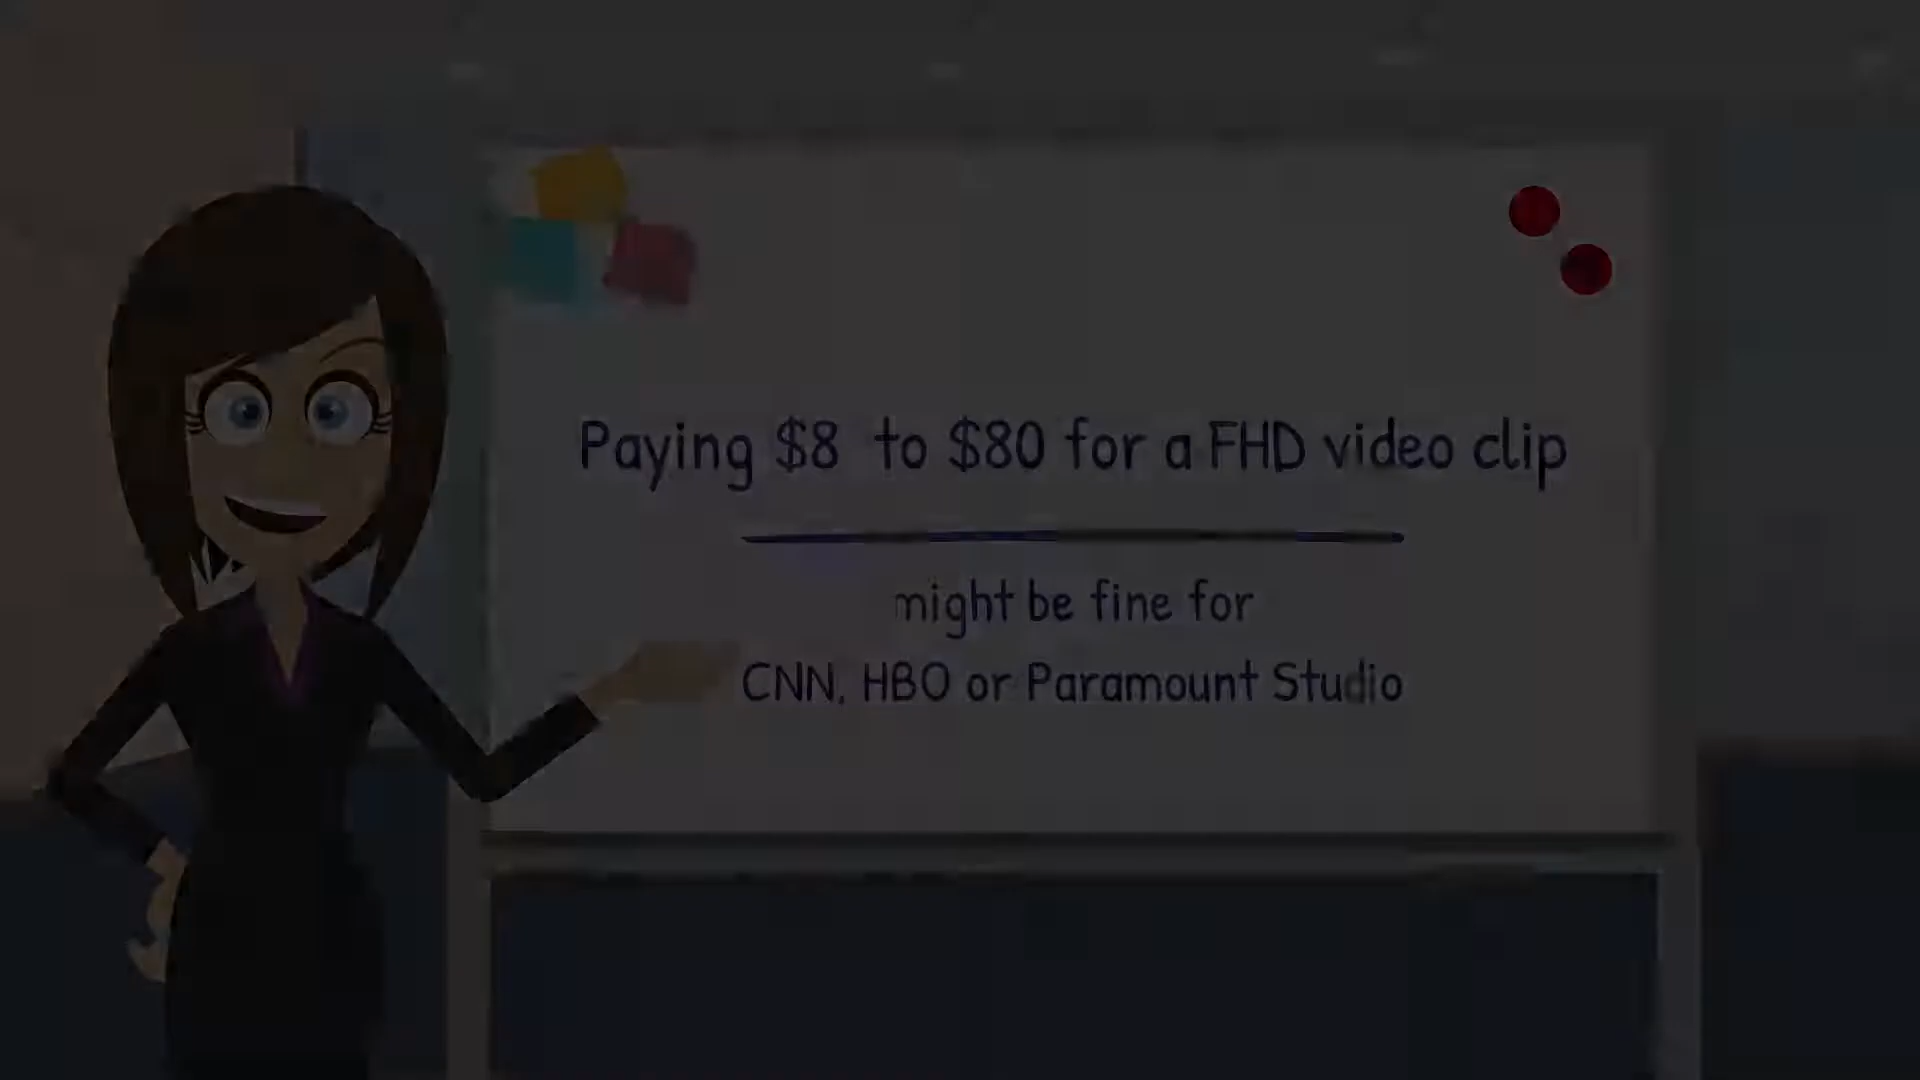 Paying $8 to $80 for a FHD video clip
might be fine for
CNN, HBO or Paramount Studio